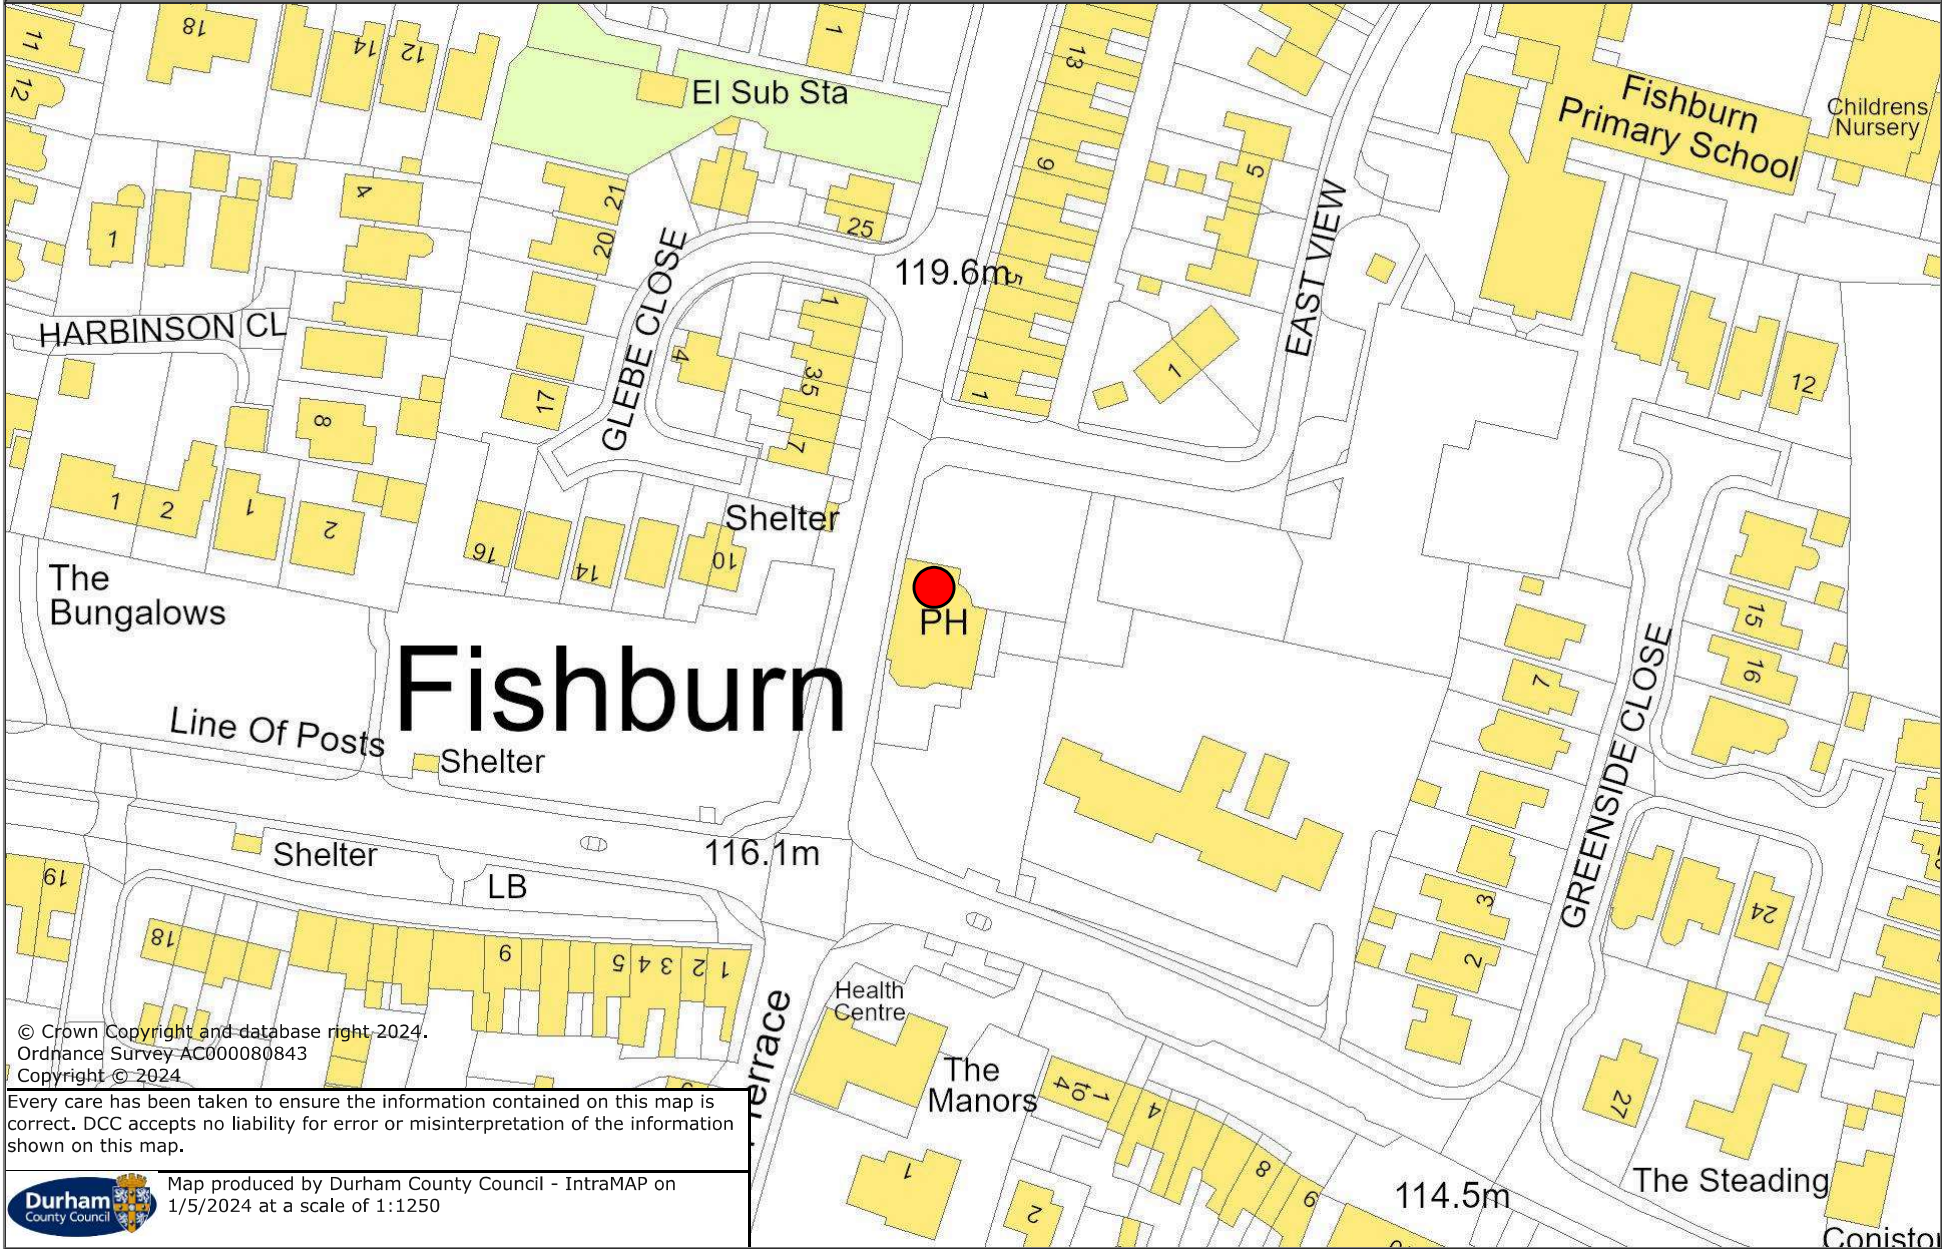 11
18
14
12
1
13
El Sub Sta
Fishburn
Primary School
Childrens
Nursery
12
9
5
4
21
20
25
1
GLEBE CLOSE
EAST VIEW
119.6m
5
HARBINSON CL
1
4
35
7
1
1
12
17
8
1
2
1
2
16
14
10
Shelter
The
Bungalows
PH
Fishburn
15
16
7
GREENSIDE CLOSE
Line Of Posts
Shelter
Shelter
116.1m
LB
19
18
9
5
4
3
2
1
3
2
24
Health
Centre
The
Manors
1
to
4
4
8
9
1
2
27
114.5m
The Steading
© Crown Copyright and database right 2024.
Ordnance Survey AC000080843
Copyright © 2024
Every care has been taken to ensure the information contained on this map is
correct. DCC accepts no liability for error or misinterpretation of the information
shown on this map.
Durham
County Council
Map produced by Durham County Council - IntraMAP on
1/5/2024 at a scale of 1:1250